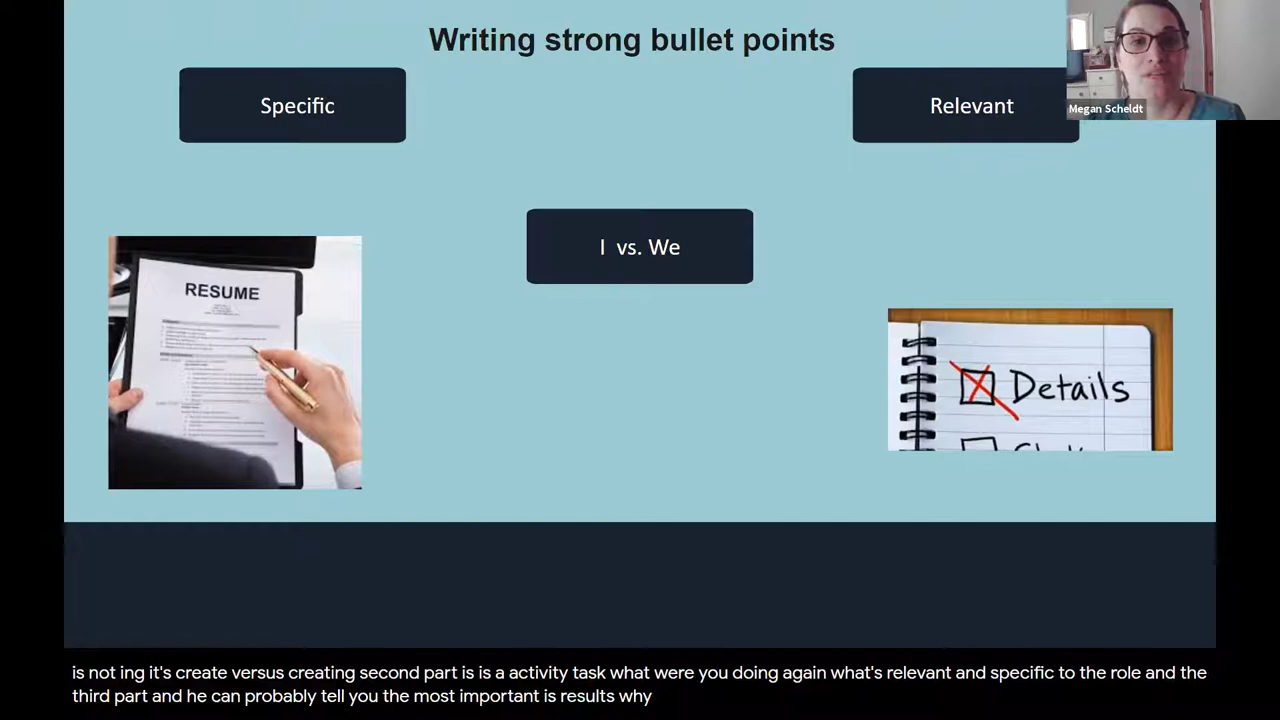 Writing strong bullet points
Specific
Relevant
Megan Scheldt
I vs. We
RESUME
Details
is not ing it's create versus creating second part is is a activity task what were you doing again what's relevant and specific to the role and the
third part and he can probably tell you the most important is results why